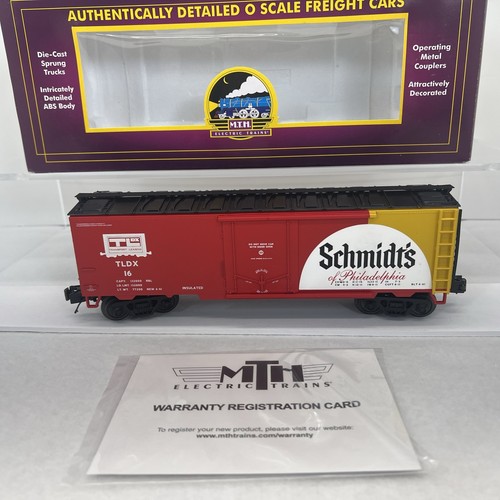 AUTHENTICALLY DETAILED O SCALE FREIGHT CARS
Die-Cast
Sprung
Trucks
Intricately
Detailed
ABS Body
Operating
Metal
Couplers
Attractively
Decorated
M.T.H.
ELECTRIC TRAINS
TLDX
16
INSULATED
Schmidt's
of Philadelphia
MTH
ELECTRIC TRAINS®
WARRANTY REGISTRATION CARD
To register your new product, please visit our website:
www.mthtrains.com/warranty